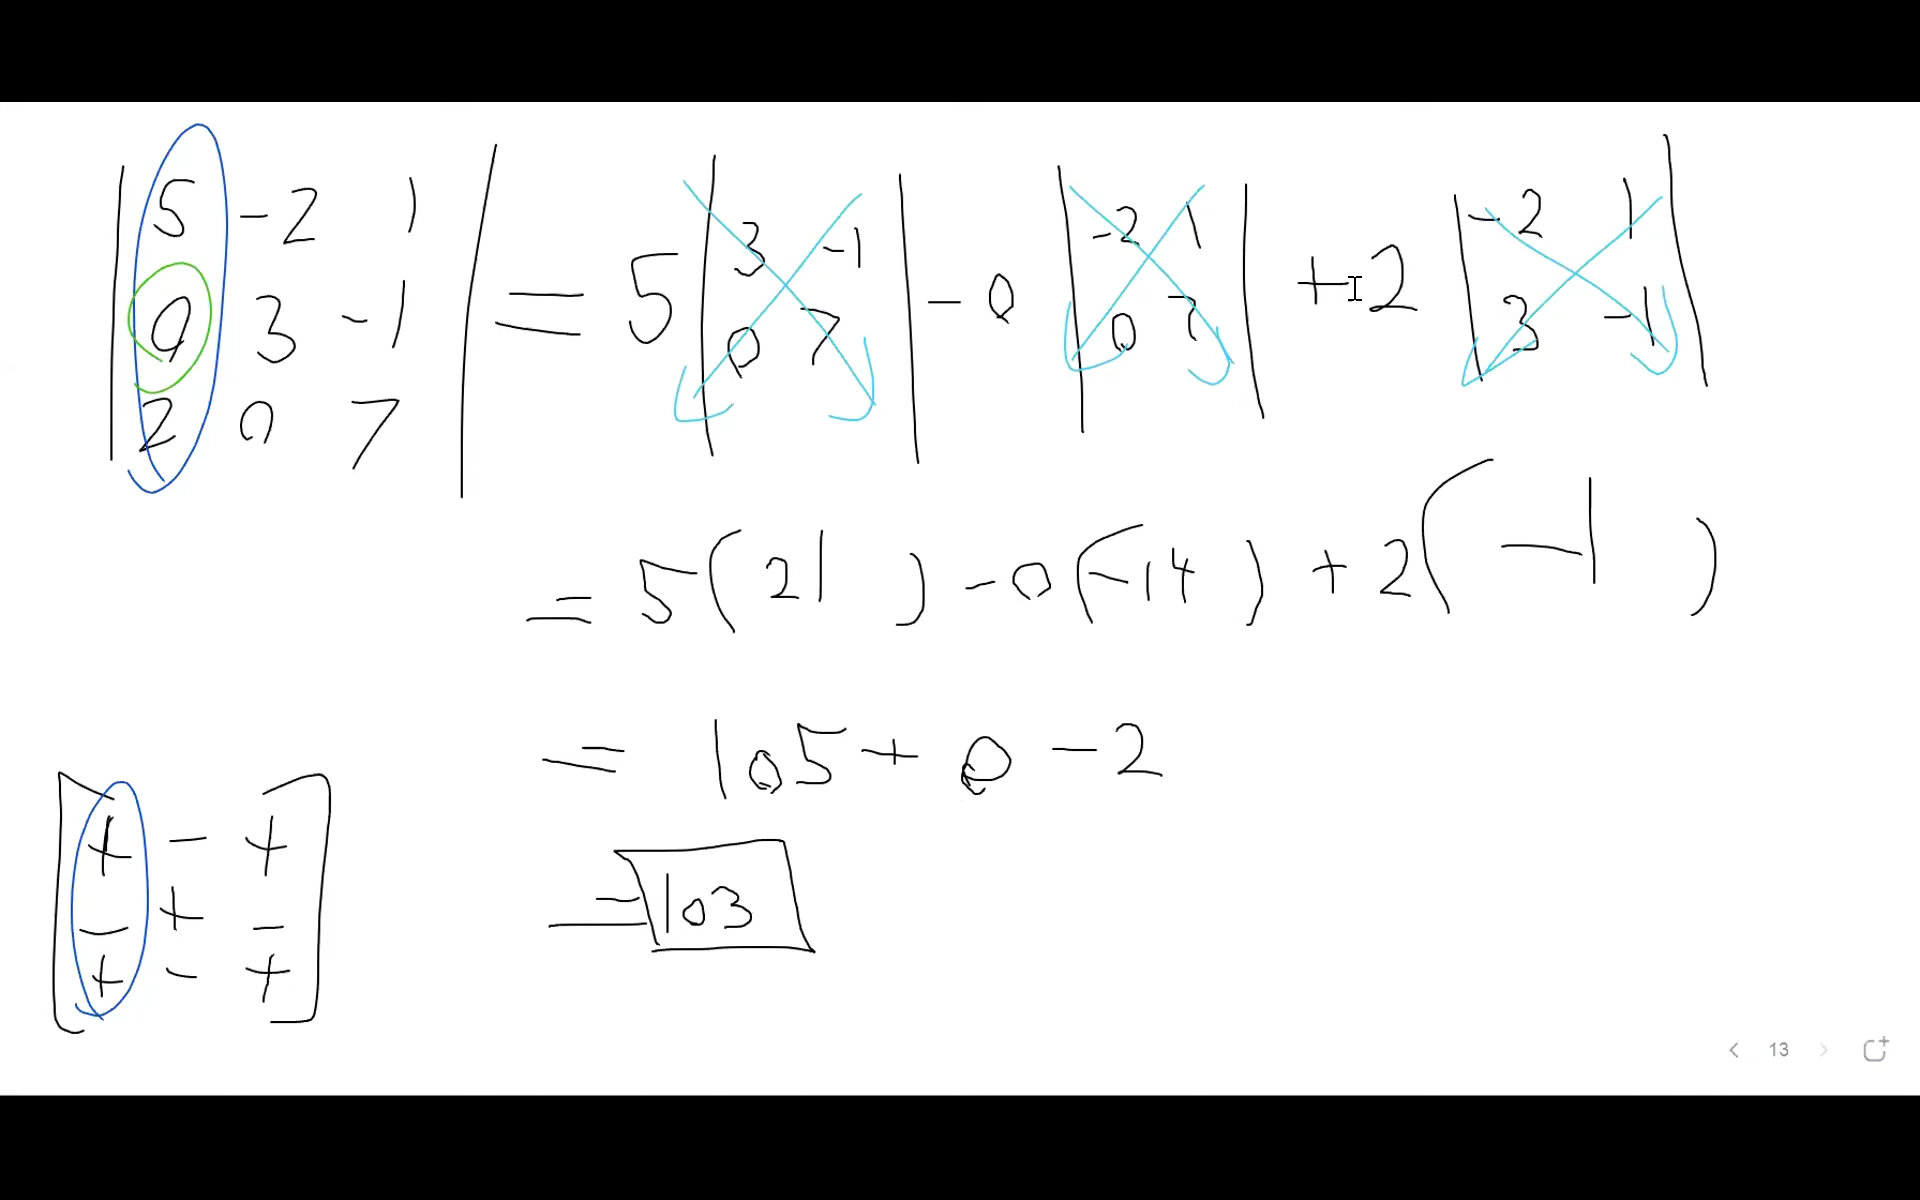 | 5 -2 1 | = 5 | 3 -1 | - 0 | -2 1 | + 2 | -2 1 |
| 0 3 -1 | | 0 7 | | 0 7 | | 3 -1 |
| 2 0 7 |
= 5 ( 21 ) - 0 ( -14 ) + 2 ( -1 )
= 105 + 0 - 2
= 103
[ + - +
- + -
+ - + ]
13